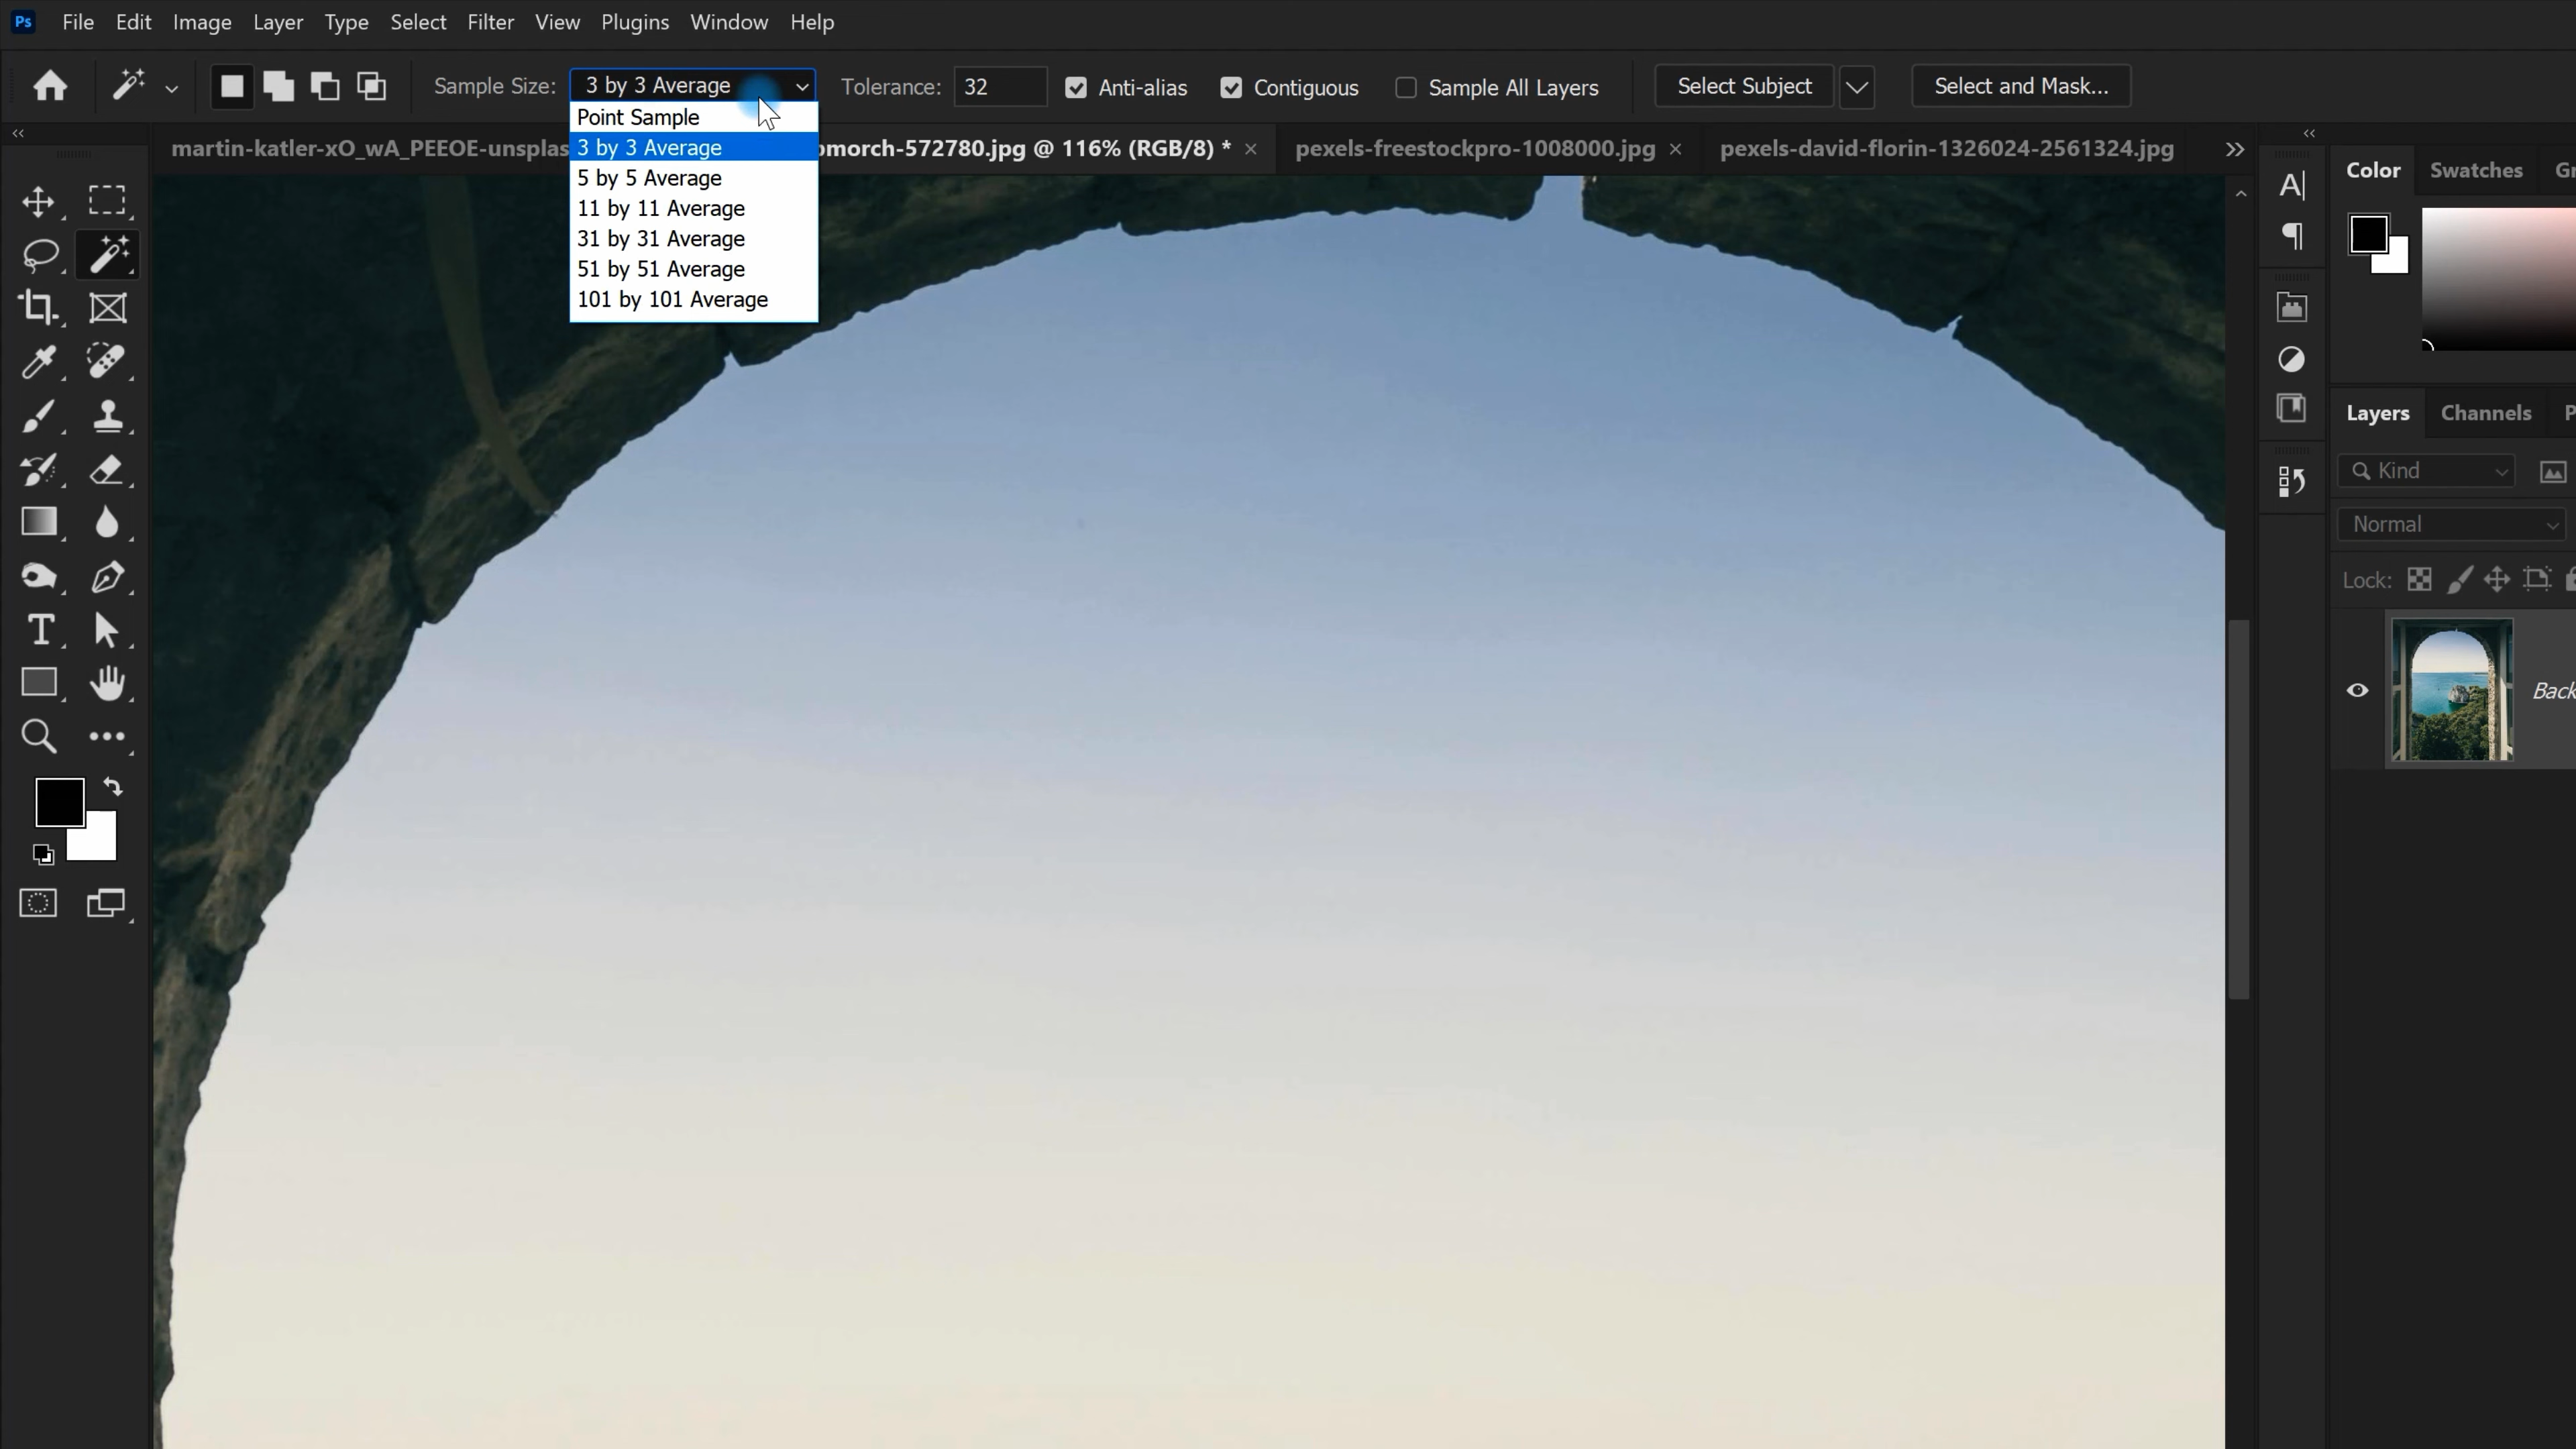 Ps File Edit Image Layer Type Select Filter View Plugins Window Help
Sample Size: 3 by 3 Average Tolerance: 32 Anti-alias Contiguous Sample All Layers Select Subject Select and Mask...
Point Sample
3 by 3 Average
5 by 5 Average
11 by 11 Average
31 by 31 Average
51 by 51 Average
101 by 101 Average
martin-katler-xO_wA_PEEOE-unsplas omorch-572780.jpg @ 116% (RGB/8) * pexels-freestockpro-1008000.jpg pexels-david-florin-1326024-2561324.jpg
Color Swatches Gr
Layers Channels P
Kind
Normal
Lock:
Back